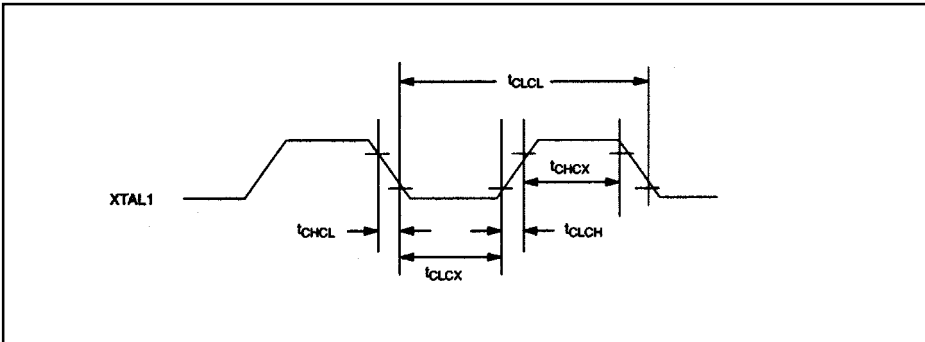 tCLCL
tCHCX
XTAL1
tCHCL
tCLCH
tCLCX